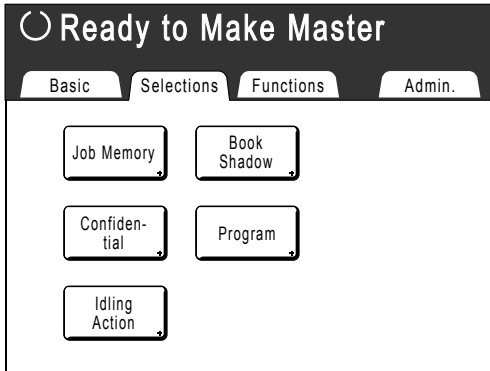 Ready to Make Master
Basic Selections Functions Admin.
Job Memory
Book
Shadow
Confiden-
tial
Program
Idling
Action